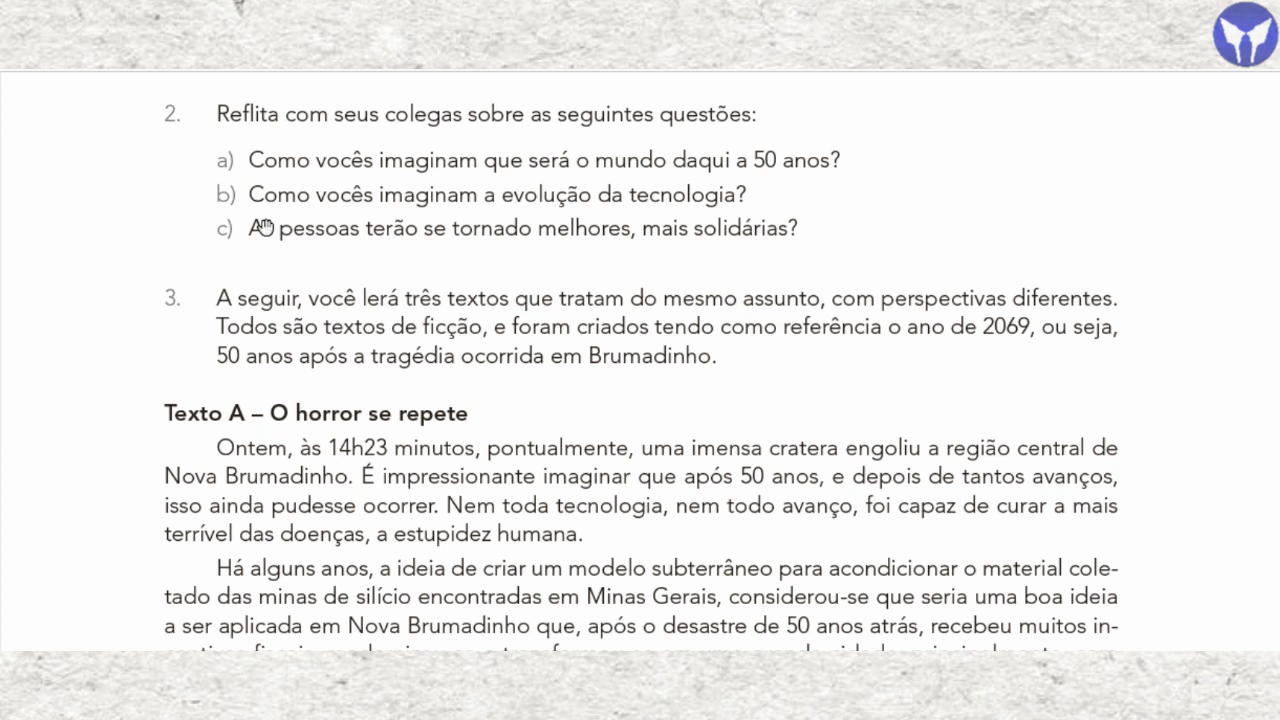 2. Reflita com seus colegas sobre as seguintes questões:
a) Como vocês imaginam que será o mundo daqui a 50 anos?
b) Como vocês imaginam a evolução da tecnologia?
c) pessoas terão se tornado melhores, mais solidárias?
3. A seguir, você lerá três textos que tratam do mesmo assunto, com perspectivas diferentes.
Todos são textos de ficção, e foram criados tendo como referência o ano de 2069, ou seja,
50 anos após a tragédia ocorrida em Brumadinho.
Texto A – O horror se repete
Ontem, às 14h23 minutos, pontualmente, uma imensa cratera engoliu a região central de
Nova Brumadinho. É impressionante imaginar que após 50 anos, e depois de tantos avanços,
isso ainda pudesse ocorrer. Nem toda tecnologia, nem todo avanço, foi capaz de curar a mais
terrível das doenças, a estupidez humana.
Há alguns anos, a ideia de criar um modelo subterrâneo para acondicionar o material cole-
tado das minas de silício encontradas em Minas Gerais, considerou-se que seria uma boa ideia
a ser aplicada em Nova Brumadinho que, após o desastre de 50 anos atrás, recebeu muitos in-